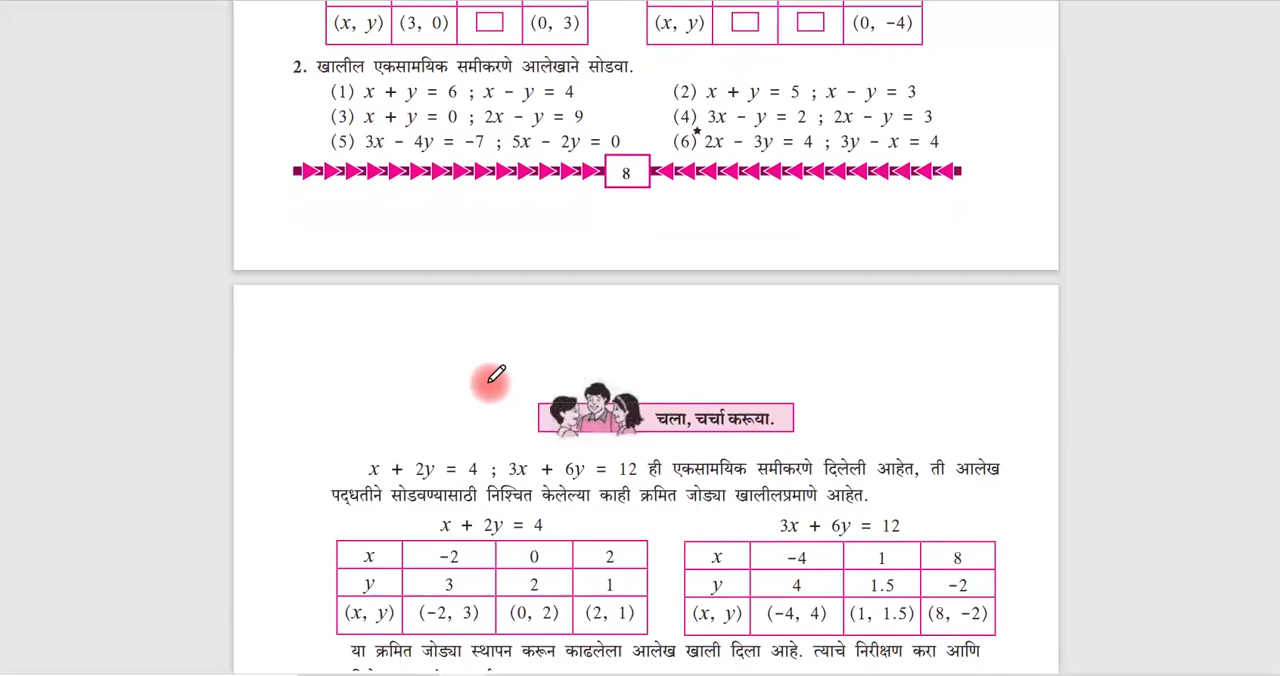 (x, y) (3, 0) (0, 3) (x, y) (0, −4)
2. खालील एकसामयिक समीकरणे आलेखाने सोडवा.
(1) x + y = 6 ; x − y = 4 (2) x + y = 5 ; x − y = 3
(3) x + y = 0 ; 2x − y = 9 (4) 3x − y = 2 ; 2x − y = 3
(5) 3x − 4y = −7 ; 5x − 2y = 0 (6)★ 2x − 3y = 4 ; 3y − x = 4
8
चला, चर्चा करूया.
x + 2y = 4 ; 3x + 6y = 12 ही एकसामयिक समीकरणे दिलेली आहेत, ती आलेख
पद्धतीने सोडवण्यासाठी निश्चित केलेल्या काही क्रमित जोड्या खालीलप्रमाणे आहेत.
x + 2y = 4 3x + 6y = 12
x −2 0 2 x −4 1 8
y 3 2 1 y 4 1.5 −2
(x, y) (−2, 3) (0, 2) (2, 1) (x, y) (−4, 4) (1, 1.5) (8, −2)
या क्रमित जोड्या स्थापन करून काढलेला आलेख खाली दिला आहे. त्याचे निरीक्षण करा आणि